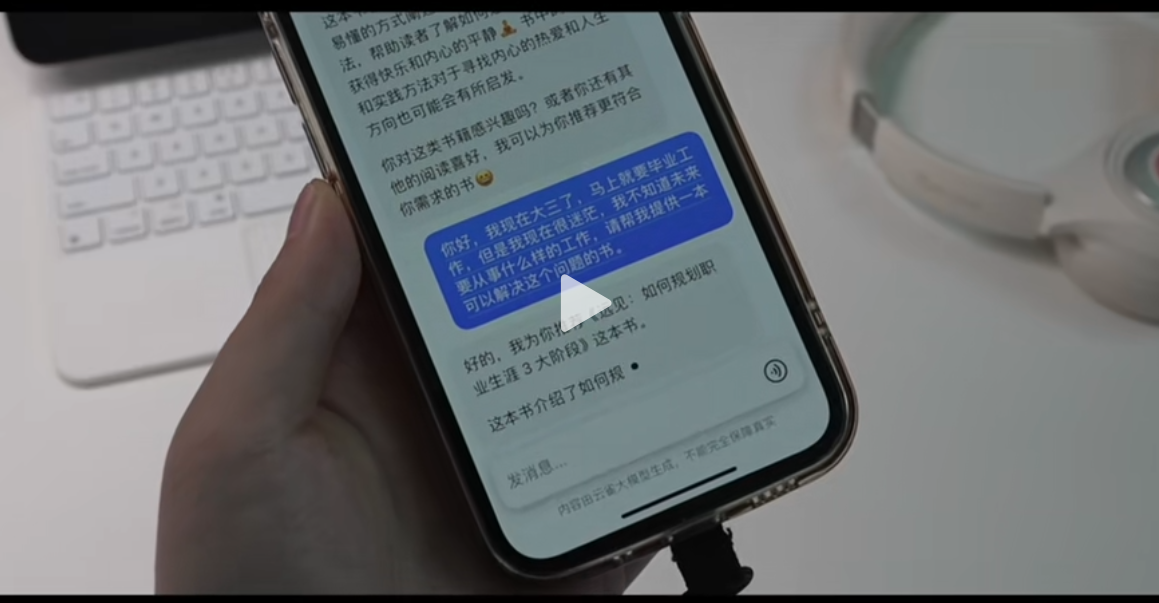 这本书
易懂的方式阐述
法，帮助读者了解如何
获得快乐和内心的平静🧘 书中的
和实践方法对于寻找内心的热爱和人生
方向也可能会有所启发。
你对这类书籍感兴趣吗？或者你还有其
他的阅读喜好，我可以为你推荐更符合
你需求的书😄
你好，我现在大三了，马上就要毕业工
作，但是我现在很迷茫，我不知道未来
要从事什么样的工作，请帮我提供一本
可以解决这个问题的书。
好的，我为你推荐《远见：如何规划职
业生涯 3 大阶段》这本书。
这本书介绍了如何规
发消息...
内容由云雀大模型生成，不能完全保障真实